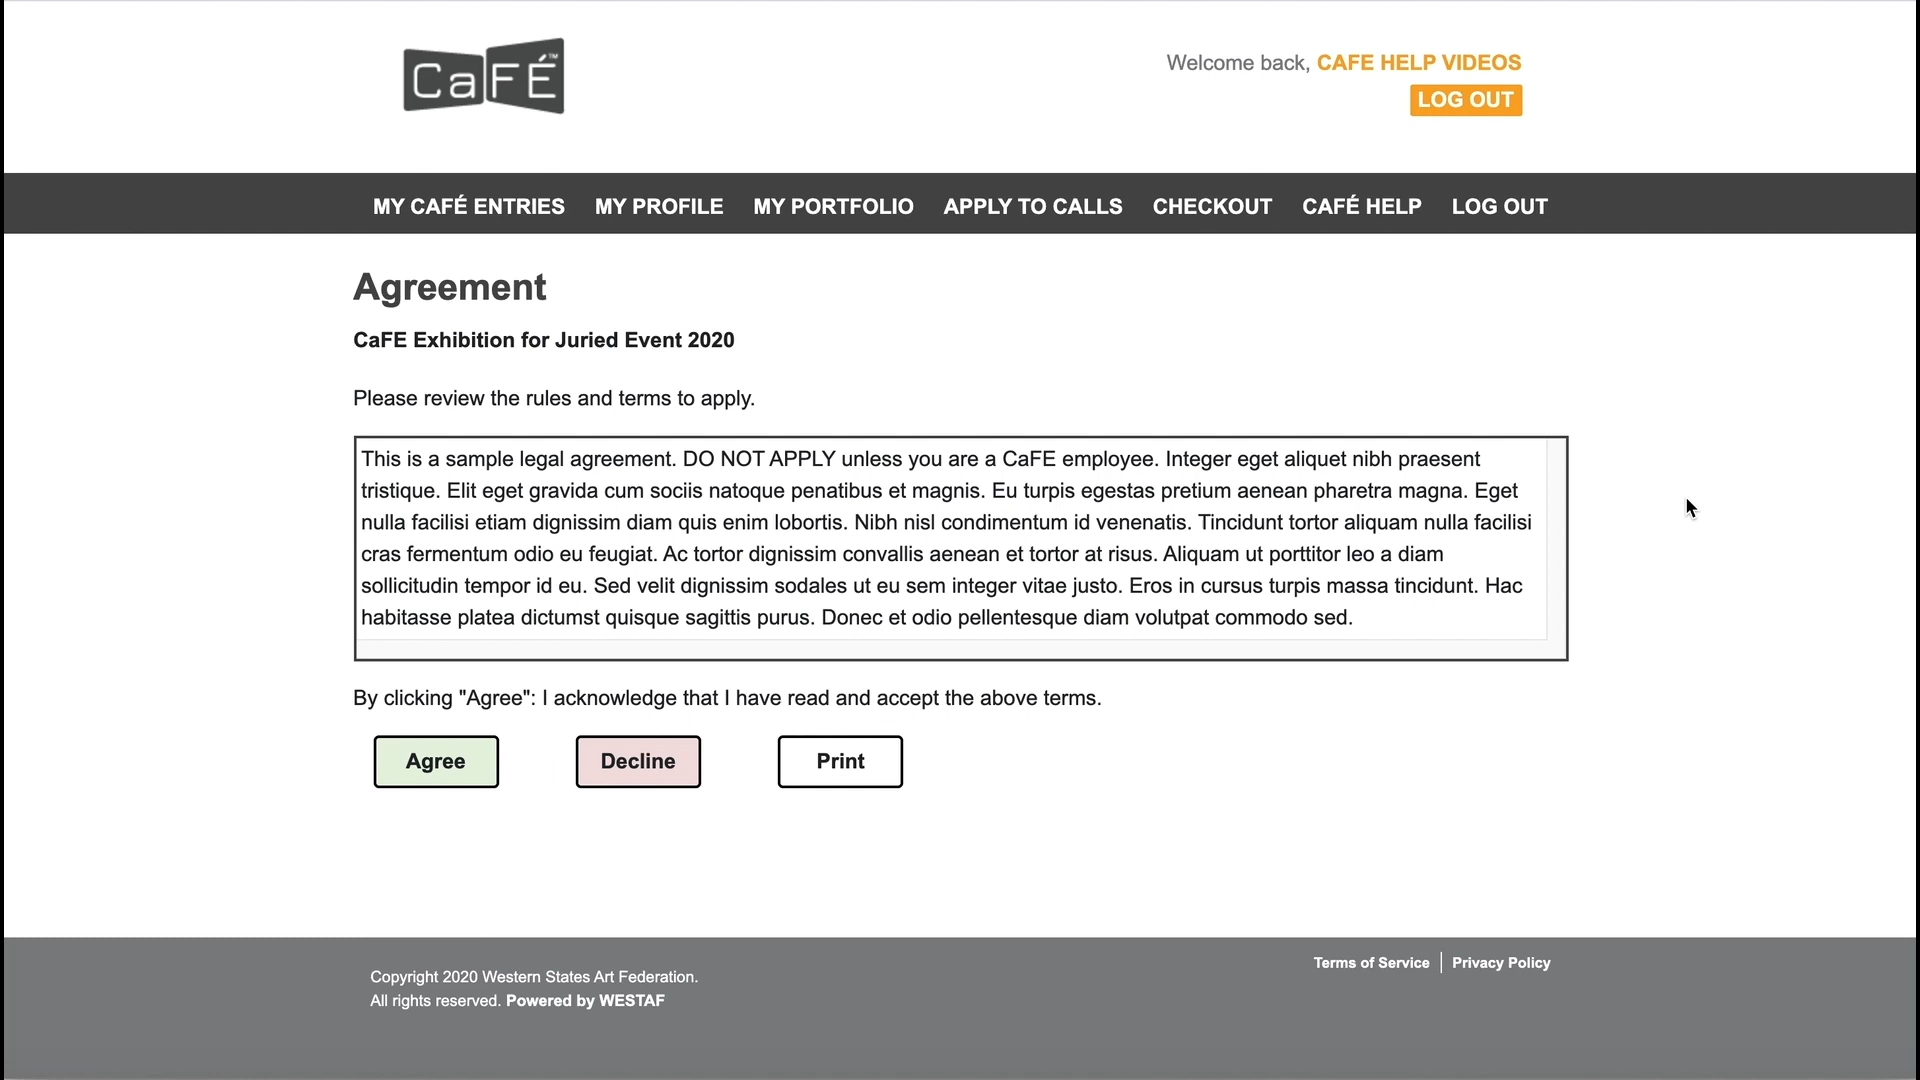 CaFÉ™
Welcome back, CAFE HELP VIDEOS
LOG OUT
MY CAFÉ ENTRIES MY PROFILE MY PORTFOLIO APPLY TO CALLS CHECKOUT CAFÉ HELP LOG OUT
Agreement
CaFE Exhibition for Juried Event 2020
Please review the rules and terms to apply.
This is a sample legal agreement. DO NOT APPLY unless you are a CaFE employee. Integer eget aliquet nibh praesent
tristique. Elit eget gravida cum sociis natoque penatibus et magnis. Eu turpis egestas pretium aenean pharetra magna. Eget
nulla facilisi etiam dignissim diam quis enim lobortis. Nibh nisl condimentum id venenatis. Tincidunt tortor aliquam nulla facilisi
cras fermentum odio eu feugiat. Ac tortor dignissim convallis aenean et tortor at risus. Aliquam ut porttitor leo a diam
sollicitudin tempor id eu. Sed velit dignissim sodales ut eu sem integer vitae justo. Eros in cursus turpis massa tincidunt. Hac
habitasse platea dictumst quisque sagittis purus. Donec et odio pellentesque diam volutpat commodo sed.
By clicking "Agree": I acknowledge that I have read and accept the above terms.
Agree Decline Print
Copyright 2020 Western States Art Federation.
All rights reserved. Powered by WESTAF
Terms of Service | Privacy Policy